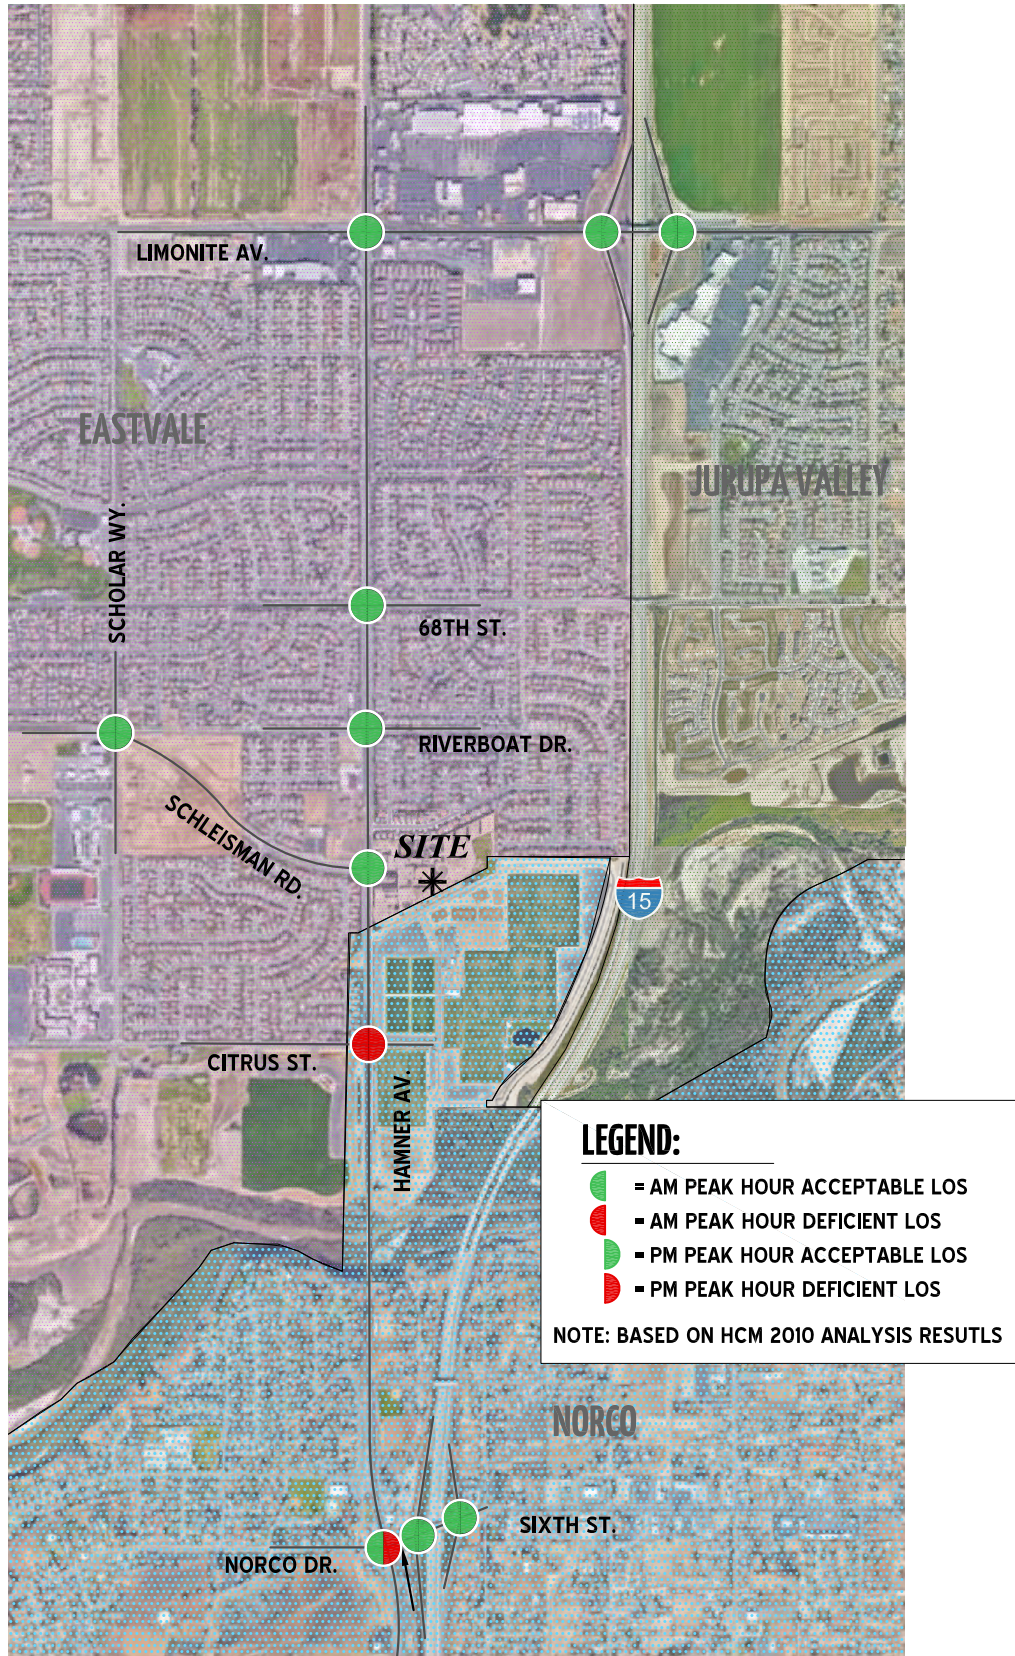 LIMONITE AV.
EASTVALE
JURUPA VALLEY
SCHOLAR WY.
68TH ST.
RIVERBOAT DR.
SCHLEISMAN RD.
SITE
15
CITRUS ST.
HAMNER AV.
LEGEND:
= AM PEAK HOUR ACCEPTABLE LOS
= AM PEAK HOUR DEFICIENT LOS
= PM PEAK HOUR ACCEPTABLE LOS
= PM PEAK HOUR DEFICIENT LOS
NOTE: BASED ON HCM 2010 ANALYSIS RESUTLS
NORCO
SIXTH ST.
NORCO DR.